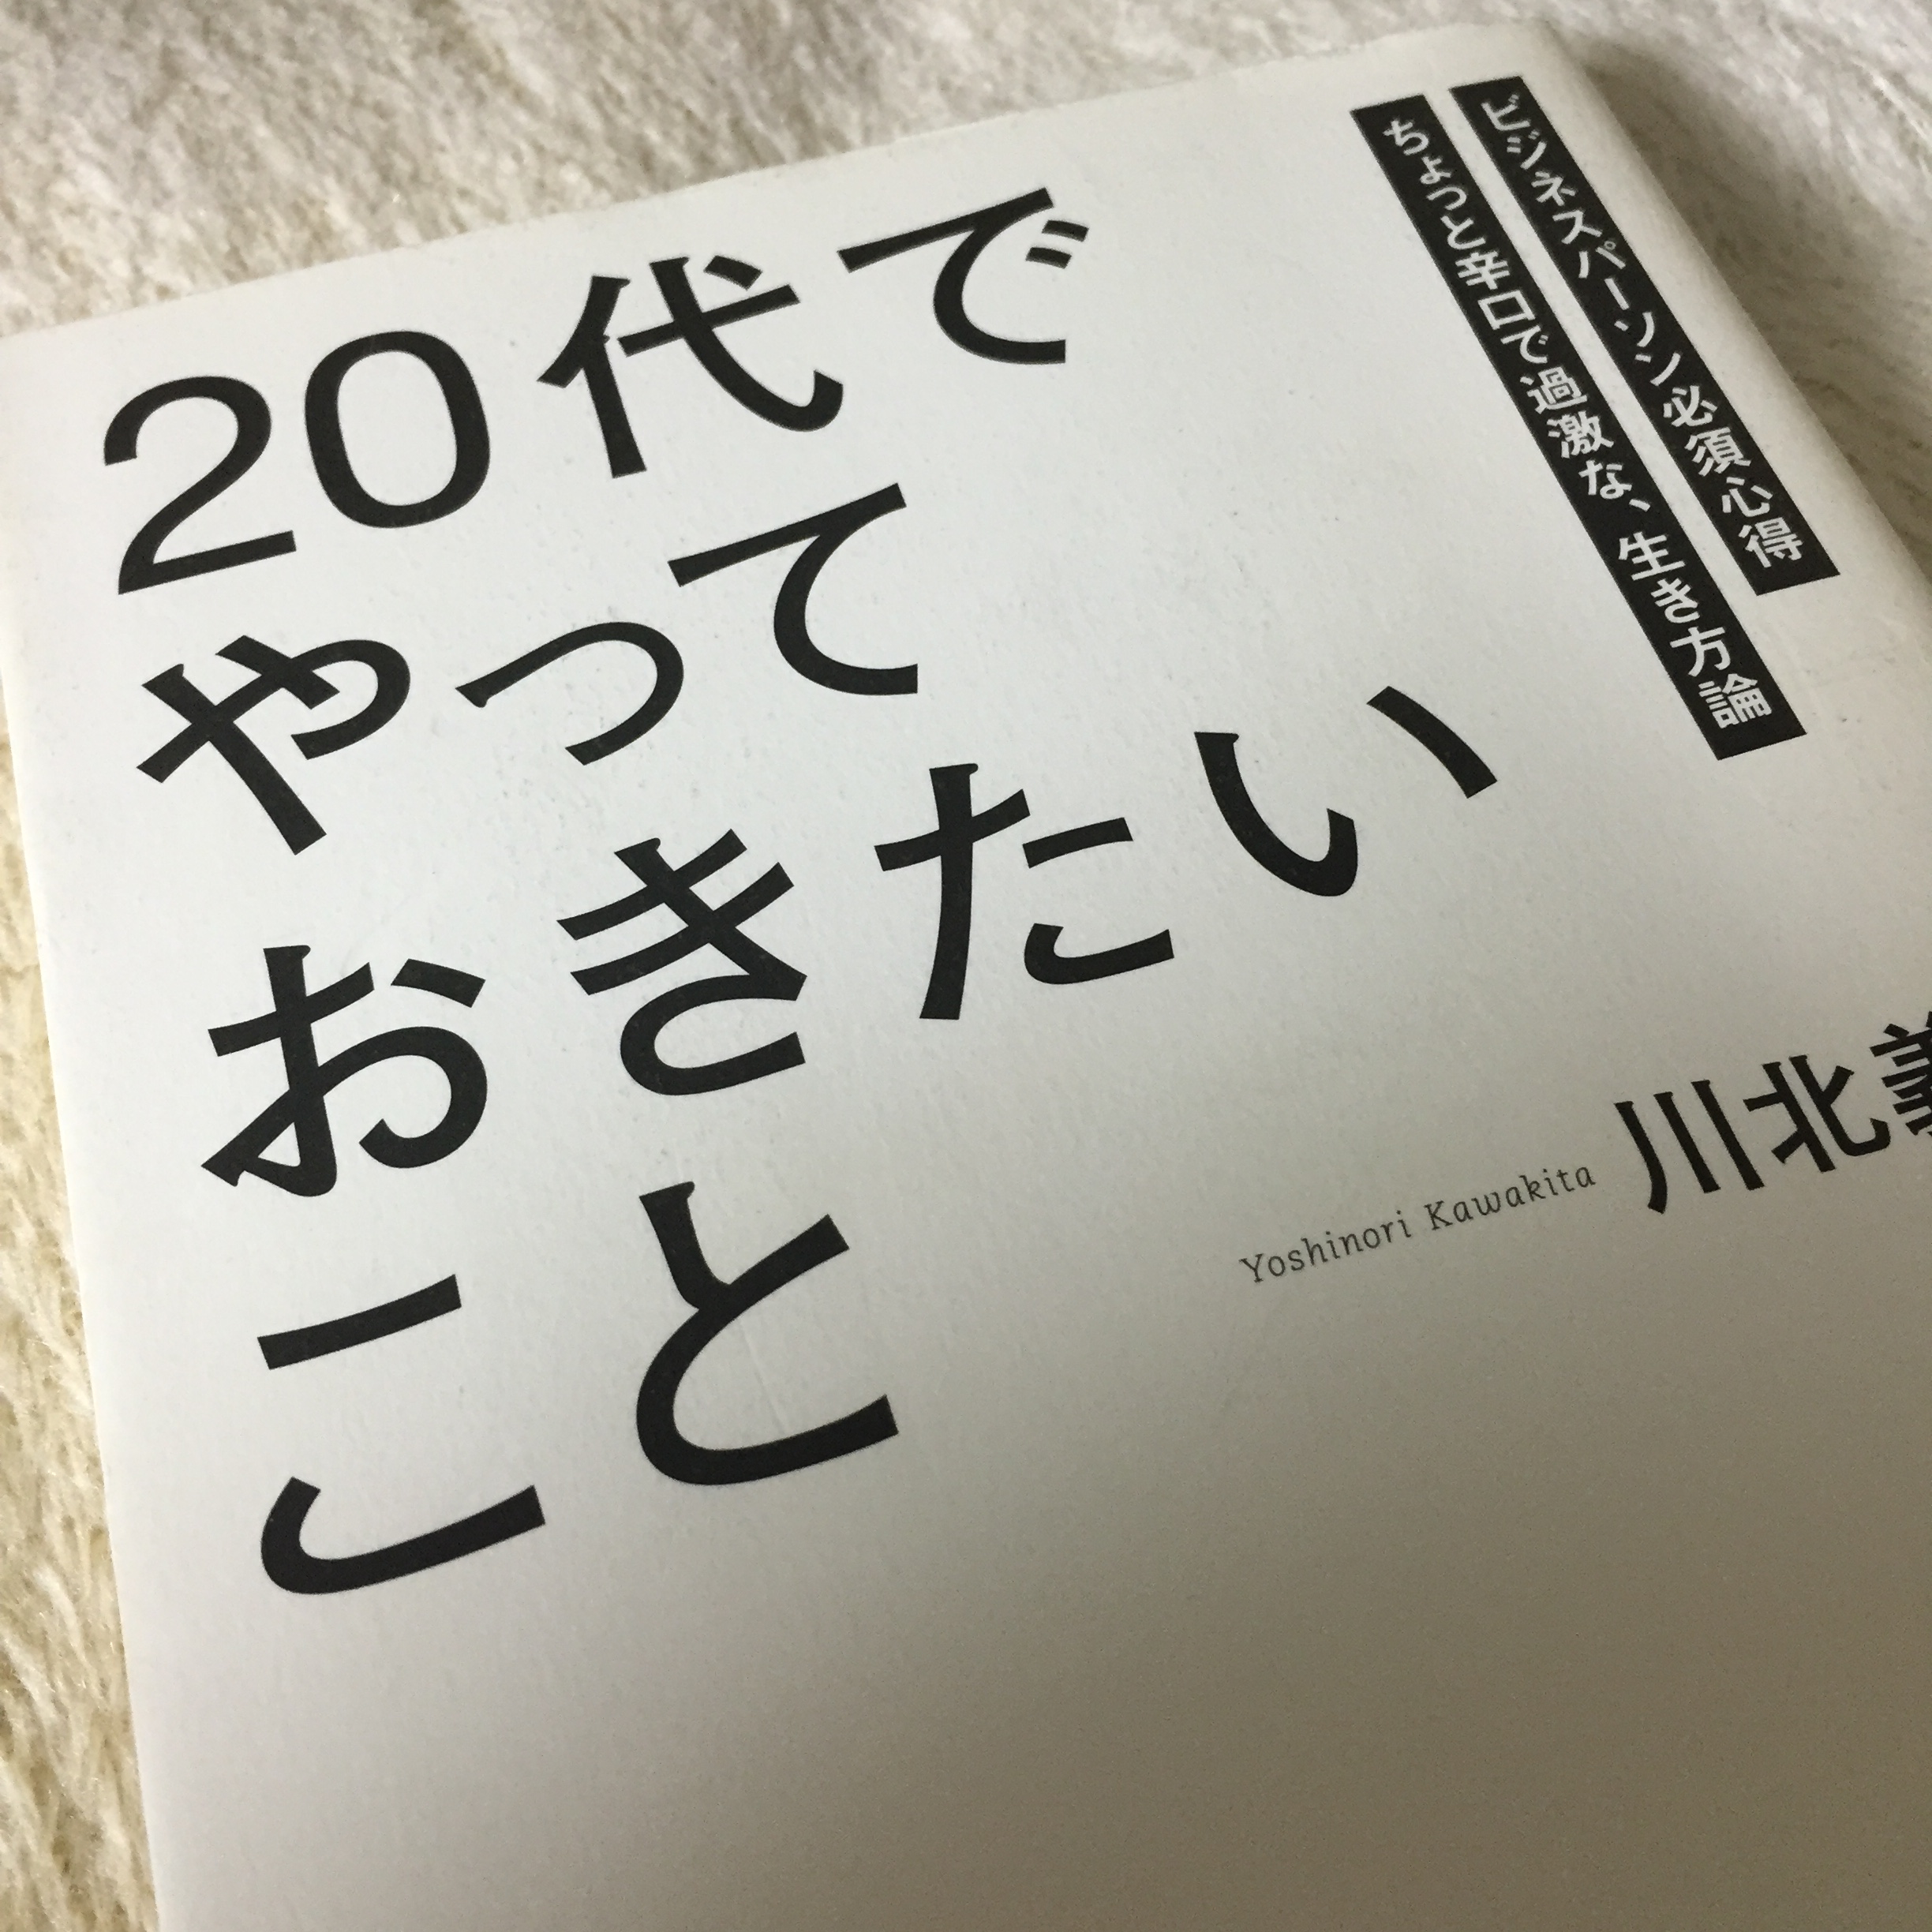 20代で
やって
おきたい
こと
ビジネスパーソン必須心得
ちょっと辛口で過激な、生き方論
Yoshinori Kawakita 川北義